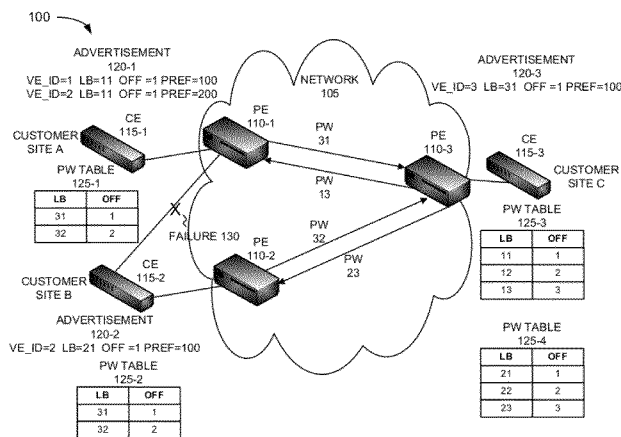 100
ADVERTISEMENT
120-1
VE_ID=1 LB=11 OFF =1 PREF=100
VE_ID=2 LB=11 OFF =1 PREF=200
NETWORK
105
ADVERTISEMENT
120-3
VE_ID=3 LB=31 OFF =1 PREF=100
CE
115-1
CUSTOMER
SITE A
PE
110-1
PW
31
PE
110-3
CE
115-3
CUSTOMER
SITE C
PW TABLE
125-1
LB OFF
31 1
32 2
PW
13
X
FAILURE 130
PW
32
PW
23
PE
110-2
PW TABLE
125-3
LB OFF
11 1
12 2
13 3
CUSTOMER
SITE B
CE
115-2
ADVERTISEMENT
120-2
VE_ID=2 LB=21 OFF =1 PREF=100
PW TABLE
125-2
LB OFF
31 1
32 2
PW TABLE
125-4
LB OFF
21 1
22 2
23 3